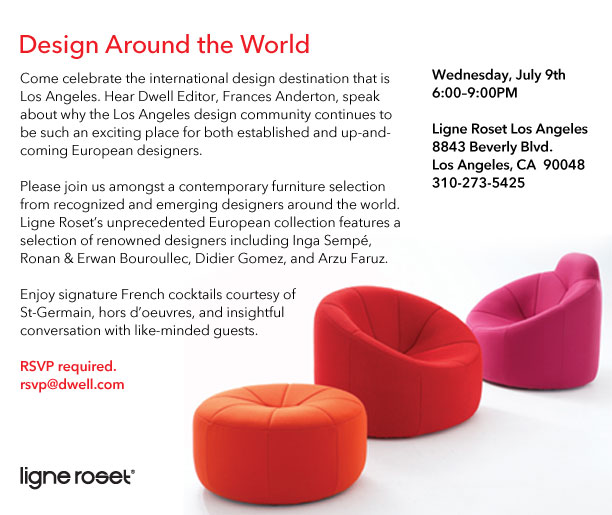 Design Around the World
Come celebrate the international design destination that is
Los Angeles. Hear Dwell Editor, Frances Anderton, speak
about why the Los Angeles design community continues to
be such an exciting place for both established and up-and-
coming European designers.
Please join us amongst a contemporary furniture selection
from recognized and emerging designers around the world.
Ligne Roset's unprecedented European collection features a
selection of renowned designers including Inga Sempé,
Ronan & Erwan Bouroullec, Didier Gomez, and Arzu Faruz.
Enjoy signature French cocktails courtesy of
St-Germain, hors d'oeuvres, and insightful
conversation with like-minded guests.
RSVP required.
rsvp@dwell.com
Wednesday, July 9th
6:00–9:00PM
Ligne Roset Los Angeles
8843 Beverly Blvd.
Los Angeles, CA 90048
310-273-5425
ligne roset®